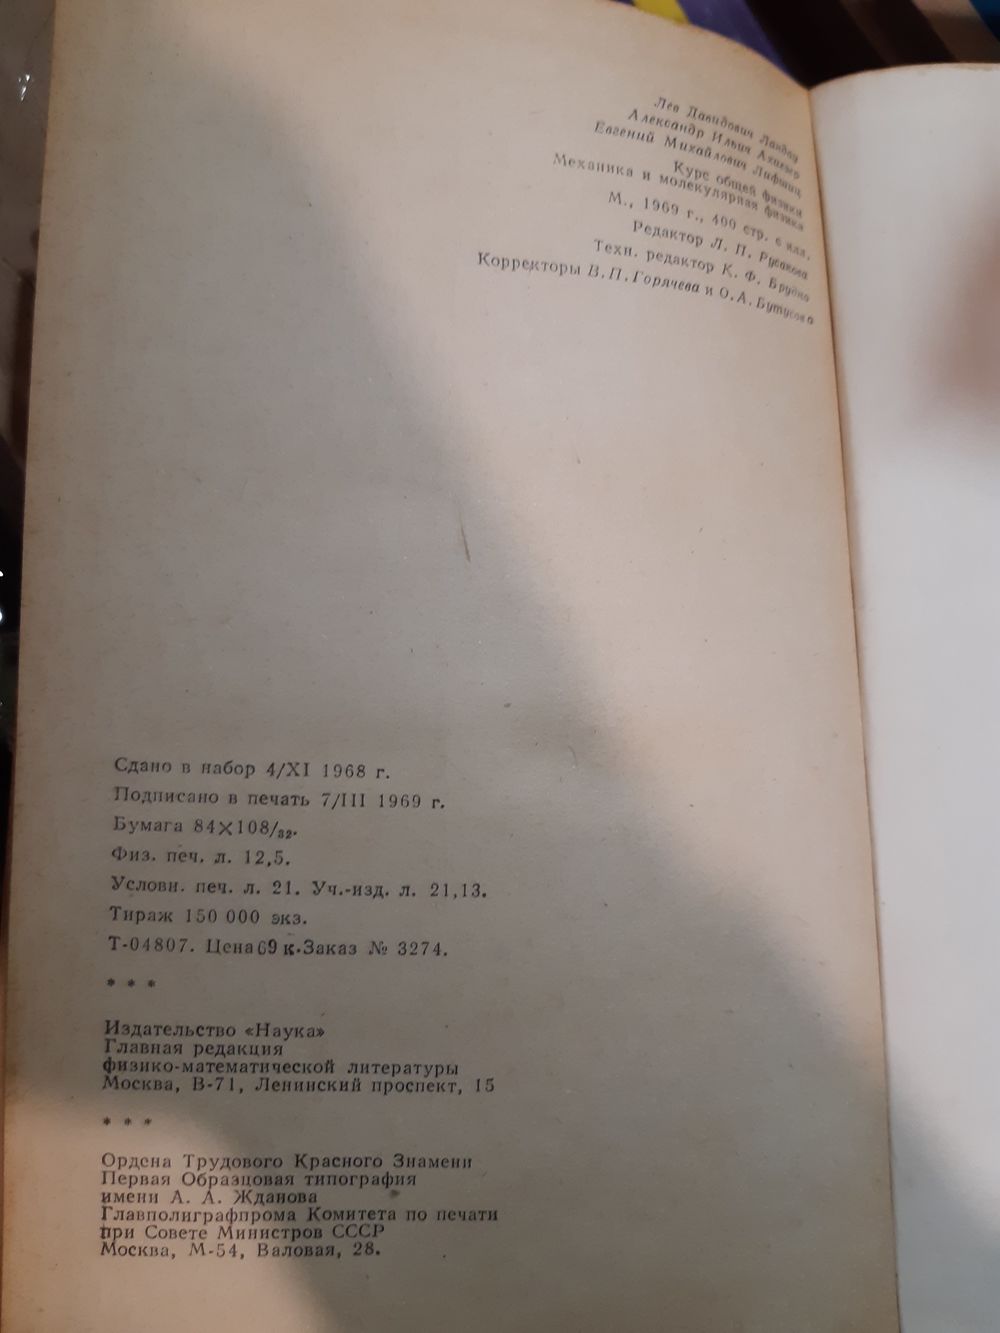 Лев Давидович Ландау
Александр Ильич Ахиезер
Евгений Михайлович Лифшиц
Курс общей физики
Механика и молекулярная физика
М., 1969 г., 400 стр. с илл.
Редактор Л. П. Русакова
Техн. редактор К. Ф. Брудно
Корректоры В. П. Горячева и О. А. Бутусова
Сдано в набор 4/XI 1968 г.
Подписано в печать 7/III 1969 г.
Бумага 84×108/₃₂.
Физ. печ. л. 12,5.
Условн. печ. л. 21. Уч.-изд. л. 21,13.
Тираж 150 000 экз.
Т-04807. Цена 69 к. Заказ № 3274.
* * *
Издательство «Наука»
Главная редакция
физико-математической литературы
Москва, В-71, Ленинский проспект, 15
* * *
Ордена Трудового Красного Знамени
Первая Образцовая типография
имени А. А. Жданова
Главполиграфпрома Комитета по печати
при Совете Министров СССР
Москва, М-54, Валовая, 28.